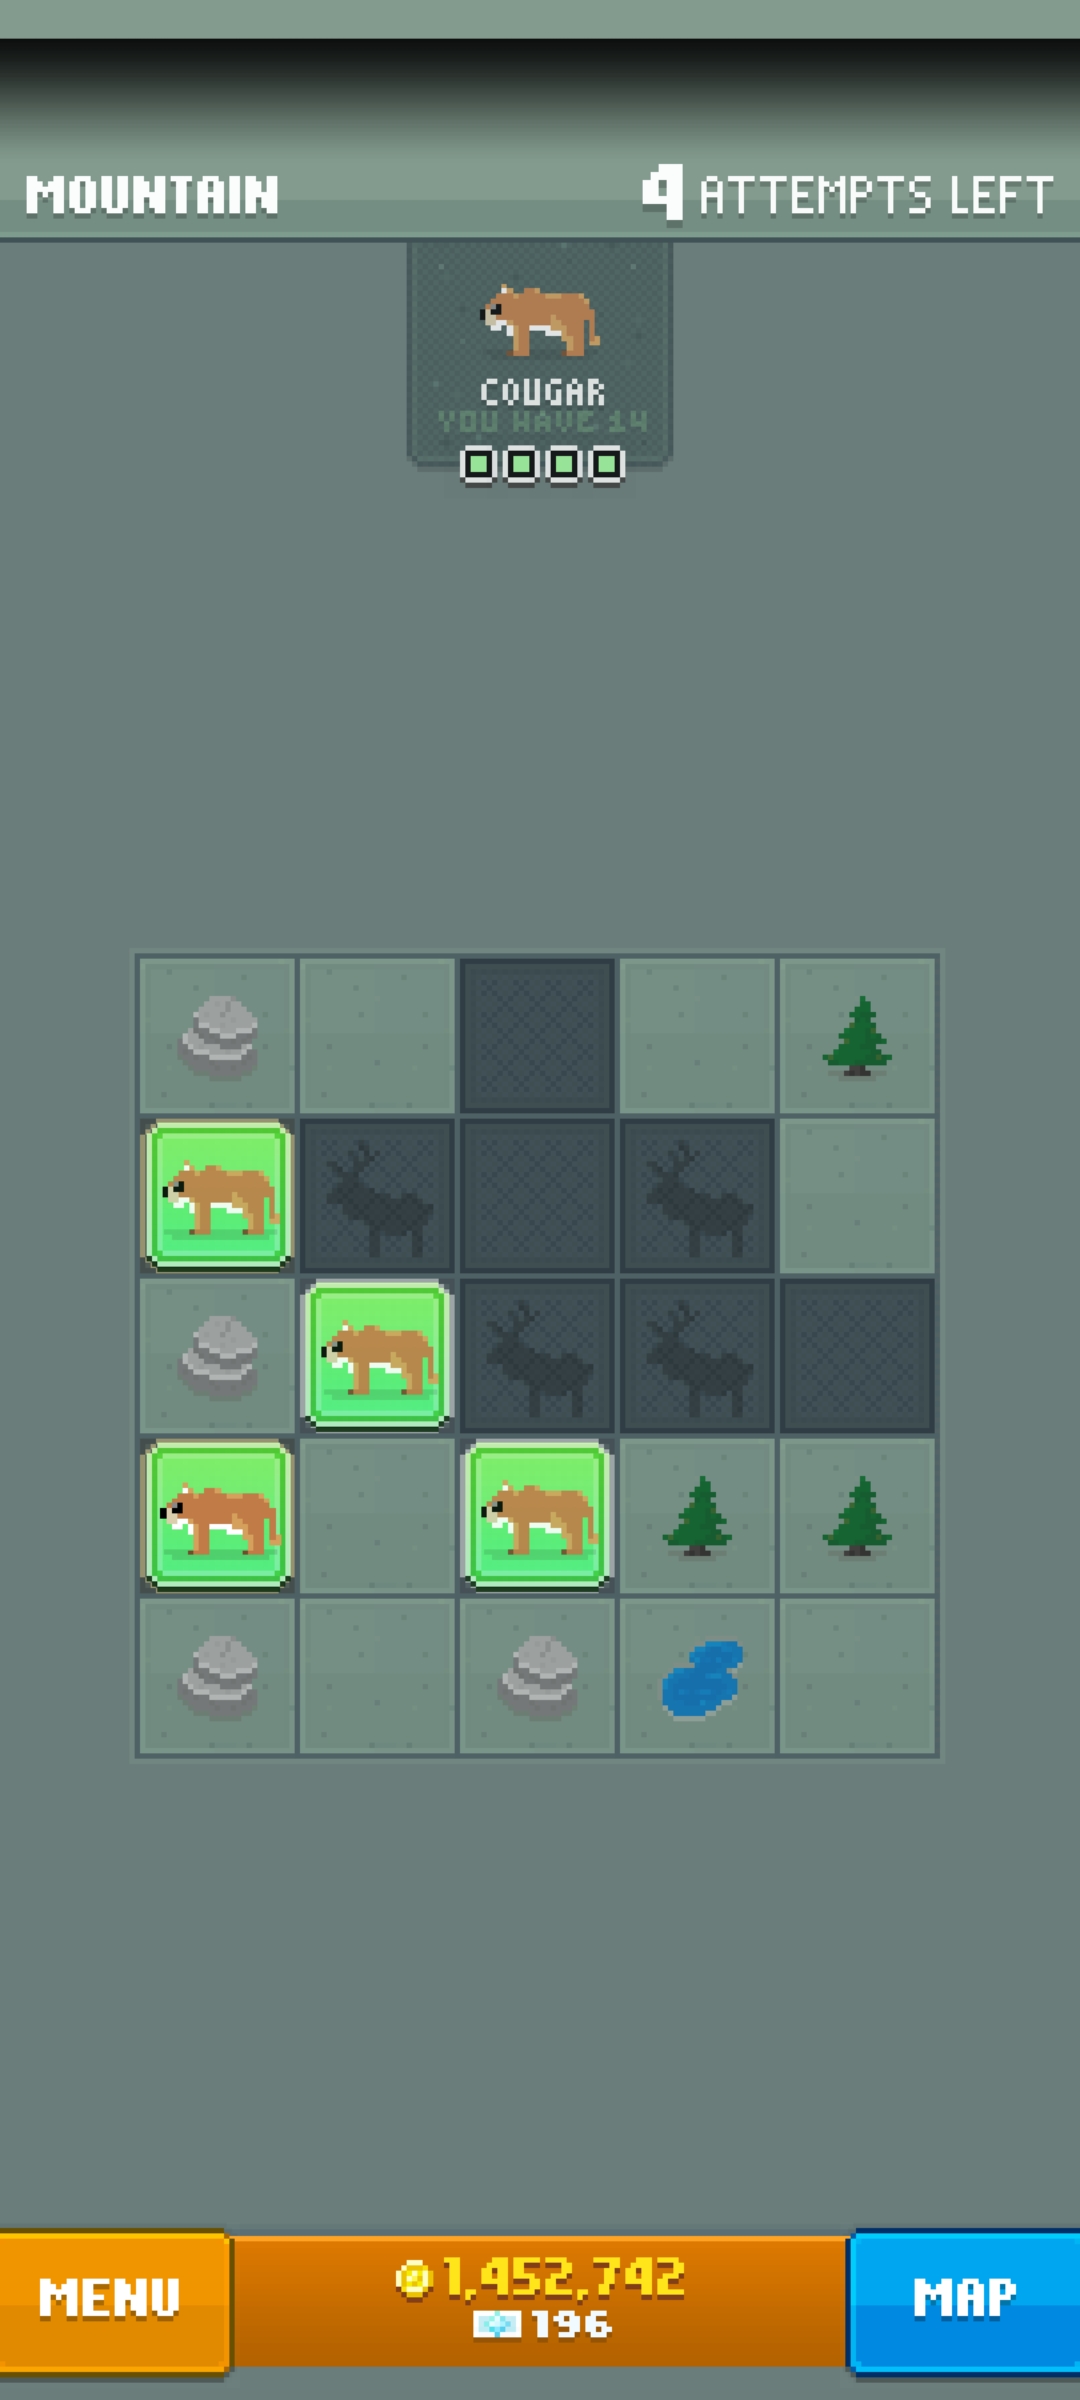 MOUNTAIN
4 ATTEMPTS LEFT
COUGAR
YOU HAVE 14
MENU
1,452,742
196
MAP